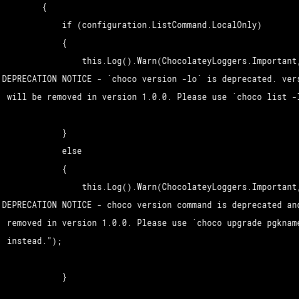 {
if (configuration.ListCommand.LocalOnly)
{
this.Log().Warn(ChocolateyLoggers.Important,
DEPRECATION NOTICE - `choco version -lo` is deprecated. vers
will be removed in version 1.0.0. Please use `choco list -l
}
else
{
this.Log().Warn(ChocolateyLoggers.Important,
DEPRECATION NOTICE - choco version command is deprecated and
removed in version 1.0.0. Please use `choco upgrade pkgname
instead.");
}